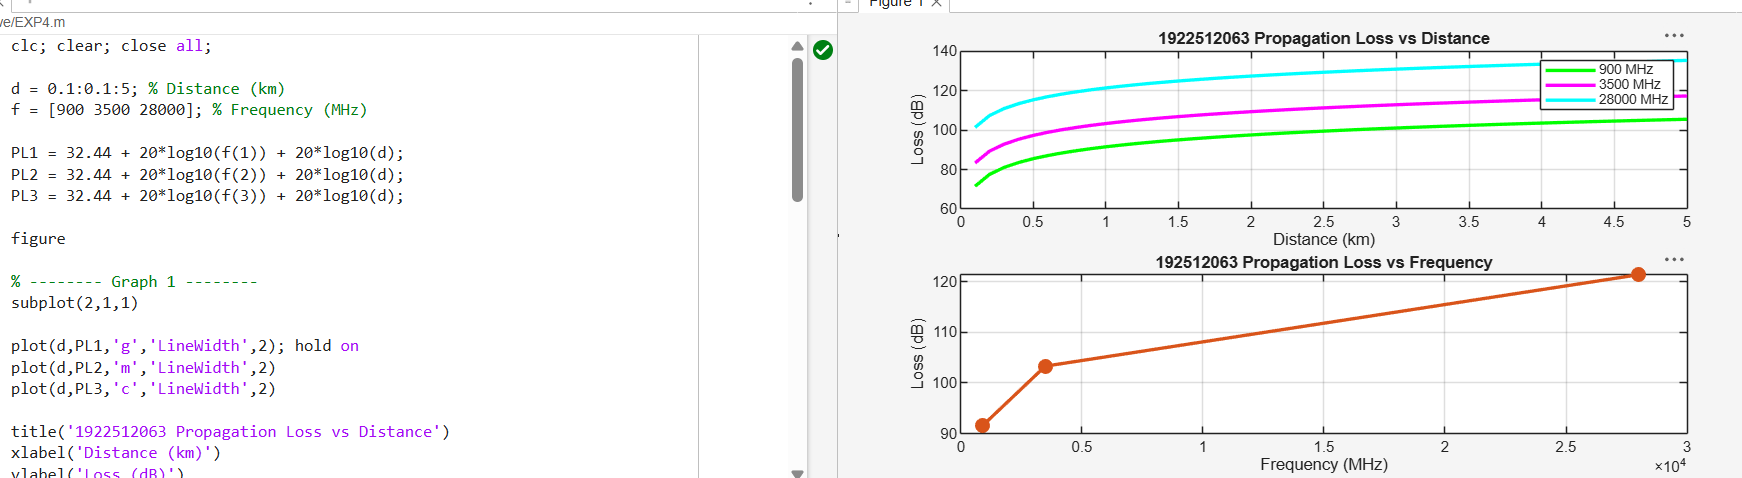 ve/EXP4.m
clc; clear; close all;
d = 0.1:0.1:5; % Distance (km)
f = [900 3500 28000]; % Frequency (MHz)
PL1 = 32.44 + 20*log10(f(1)) + 20*log10(d);
PL2 = 32.44 + 20*log10(f(2)) + 20*log10(d);
PL3 = 32.44 + 20*log10(f(3)) + 20*log10(d);
figure
% -------- Graph 1 --------
subplot(2,1,1)
plot(d,PL1,'g','LineWidth',2); hold on
plot(d,PL2,'m','LineWidth',2)
plot(d,PL3,'c','LineWidth',2)
title('1922512063 Propagation Loss vs Distance')
xlabel('Distance (km)')
ylabel('Loss (dB)')
Figure 1
1922512063 Propagation Loss vs Distance
140
120
100
80
60
Loss (dB)
900 MHz
3500 MHz
28000 MHz
0 0.5 1 1.5 2 2.5 3 3.5 4 4.5 5
Distance (km)
192512063 Propagation Loss vs Frequency
120
110
100
90
Loss (dB)
0 0.5 1 1.5 2 2.5 3
Frequency (MHz)
×10⁴